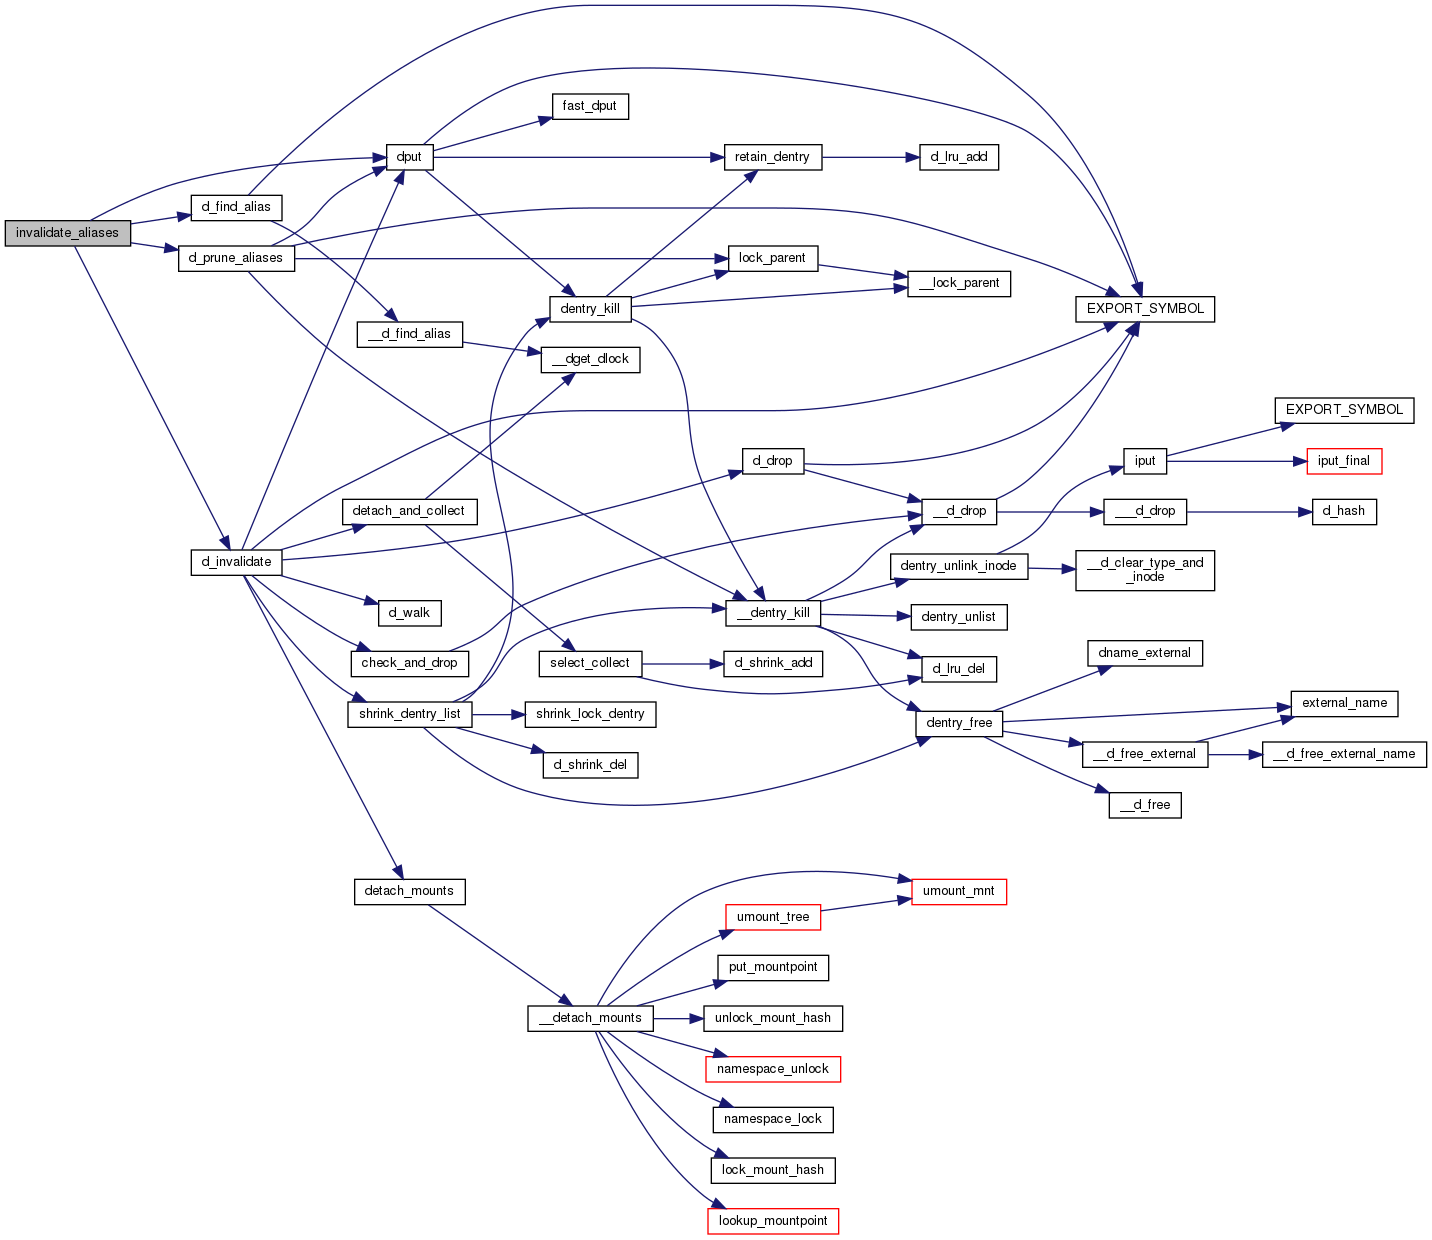 fast_dput
dput
retain_dentry
d_lru_add
d_find_alias
invalidate_aliases
d_prune_aliases
lock_parent
__lock_parent
dentry_kill
EXPORT_SYMBOL
__d_find_alias
__dget_dlock
EXPORT_SYMBOL
d_drop
iput
iput_final
detach_and_collect
__d_drop
___d_drop
d_hash
d_invalidate
dentry_unlink_inode
__d_clear_type_and
_inode
d_walk
__dentry_kill
dentry_unlist
check_and_drop
select_collect
d_shrink_add
d_lru_del
dname_external
shrink_dentry_list
shrink_lock_dentry
dentry_free
external_name
d_shrink_del
__d_free_external
__d_free_external_name
__d_free
detach_mounts
umount_mnt
umount_tree
put_mountpoint
__detach_mounts
unlock_mount_hash
namespace_unlock
namespace_lock
lock_mount_hash
lookup_mountpoint